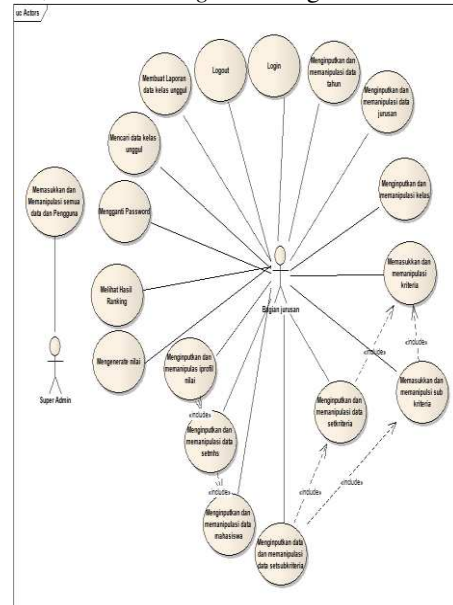 uc Actors
Membuat Laporan
data kelas unggul
Logout
Login
Menginputkan dan
memanipulasi data
tahun
Menginputkan dan
memanipulasi data
jurusan
Mencari data kelas
unggul
Memasukkan dan
Memanipulasi semua
data dan Pengguna
Mengganti Password
Menginputkan dan
memanipulasi kelas
Melihat Hasil
Ranking
Bagian jurusan
Memasukkan dan
memanipulasi
kriteria
Super Admin
Mengenerate nilai
Menginputkan dan
memanipulas iprofil
nilai
«include»
«include»
Memasukkan dan
memanipulsi sub
kriteria
«include»
Menginputkan dan
memanipulasi data
setmhs
Menginputkan dan
memanipulasi data
setkriteria
«include»
«include»
«include»
Menginputkan dan
memanipulasi data
mahasiswa
Menginputkan data
dan memanipulasi
data setsubkriteria